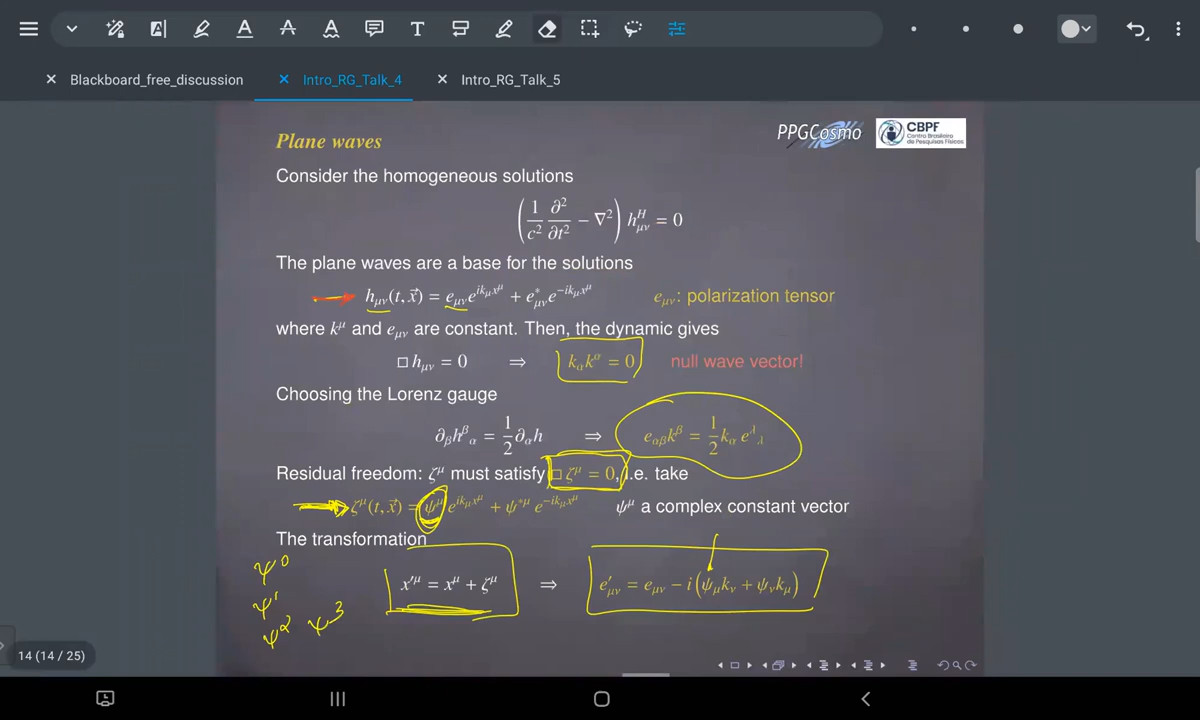 Blackboard_free_discussion
Intro_RG_Talk_4
Intro_RG_Talk_5
Plane waves
PPGCosmo
CBPF
Centro Brasileiro
de Pesquisas Físicas
Consider the homogeneous solutions
(1/c² ∂²/∂t² − ∇²) h^H_μν = 0
The plane waves are a base for the solutions
h_μν(t, x⃗) = e_μν e^{ik_μx^μ} + e*_μν e^{−ik_μx^μ} e_μν: polarization tensor
where k^μ and e_μν are constant. Then, the dynamic gives
□ h_μν = 0 ⇒ k_α k^α = 0 null wave vector!
Choosing the Lorenz gauge
∂_β h^β_α = 1/2 ∂_α h ⇒ e_αβ k^β = 1/2 k_α e^λ_λ
Residual freedom: ζ^μ must satisfy □ ζ^μ = 0, i.e. take
ζ^μ(t, x⃗) = ψ^μ e^{ik_μx^μ} + ψ*^μ e^{−ik_μx^μ} ψ^μ a complex constant vector
The transformation
x′^μ = x^μ + ζ^μ ⇒ e′_μν = e_μν − i(ψ_μ k_ν + ψ_ν k_μ)
ψ⁰
ψ¹
ψ² ψ³
14 (14 / 25)